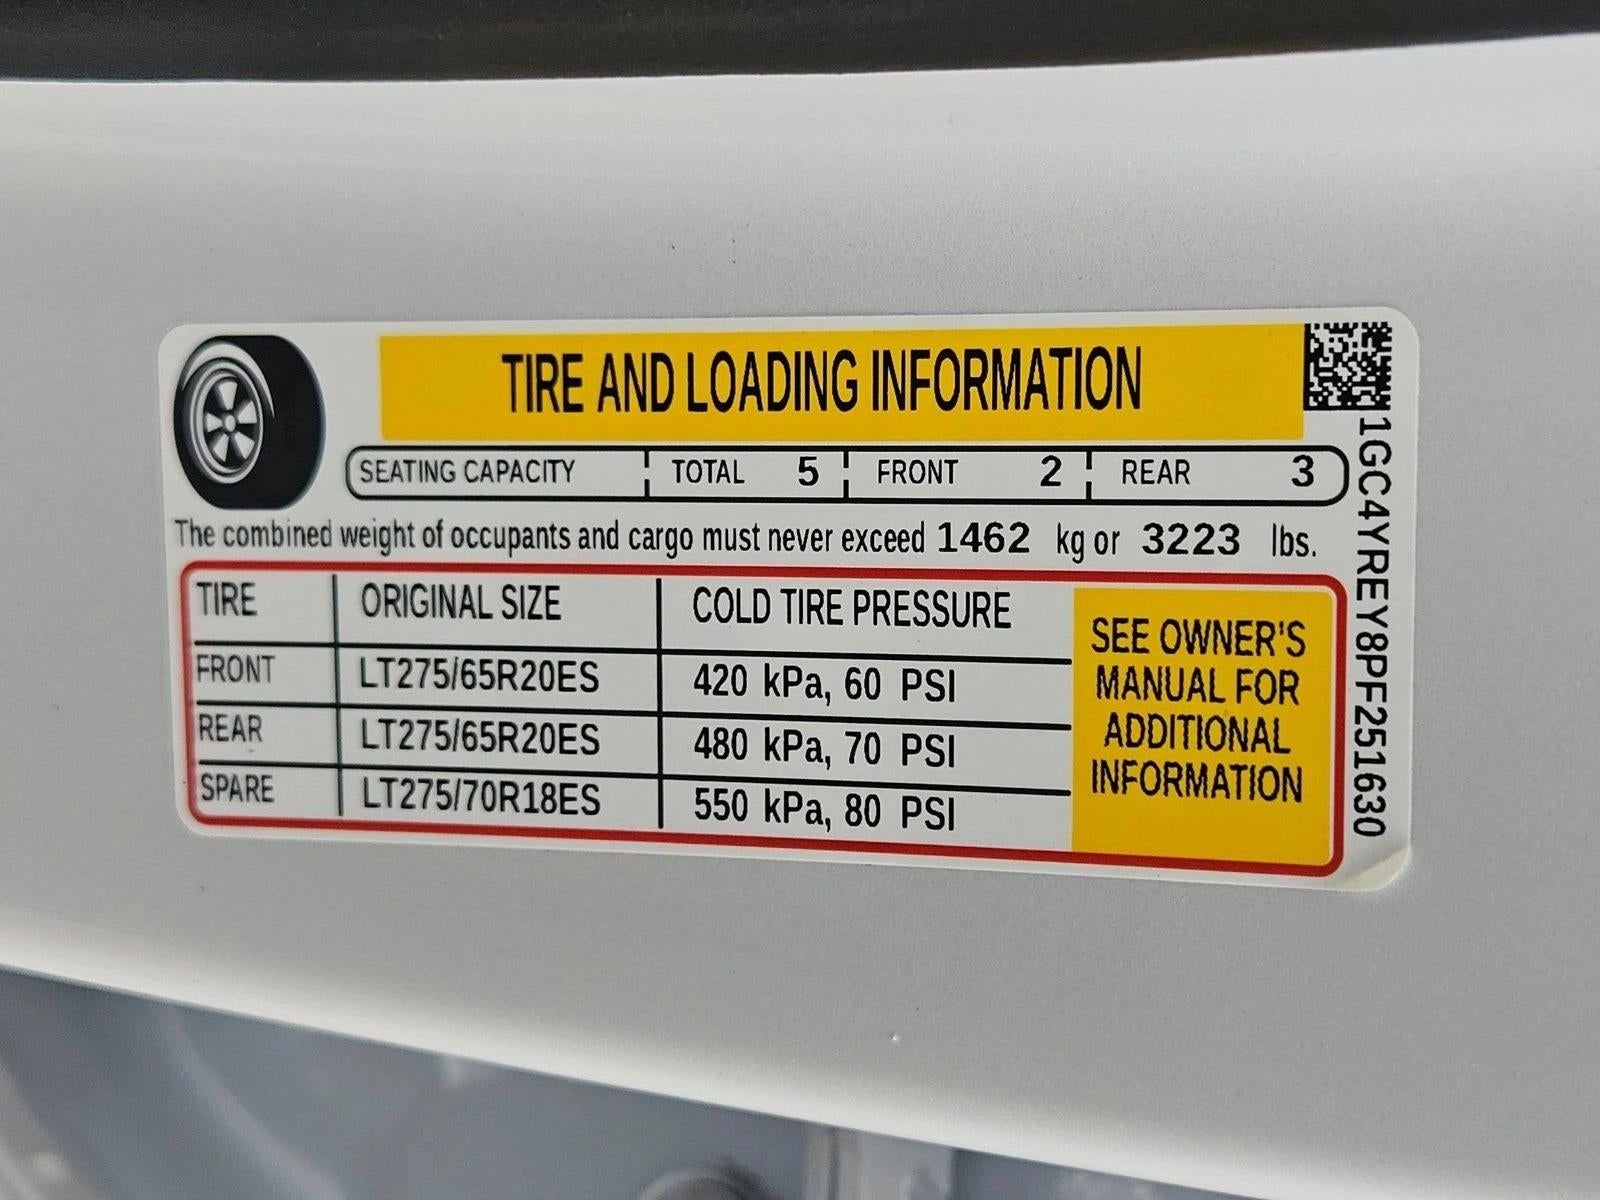 TIRE AND LOADING INFORMATION
SEATING CAPACITY TOTAL 5 FRONT 2 REAR 3
The combined weight of occupants and cargo must never exceed 1462 kg or 3223 lbs.
TIRE ORIGINAL SIZE COLD TIRE PRESSURE
FRONT LT275/65R20ES 420 kPa, 60 PSI
REAR LT275/65R20ES 480 kPa, 70 PSI
SPARE LT275/70R18ES 550 kPa, 80 PSI
SEE OWNER'S
MANUAL FOR
ADDITIONAL
INFORMATION
1GC4YREY8PF251630